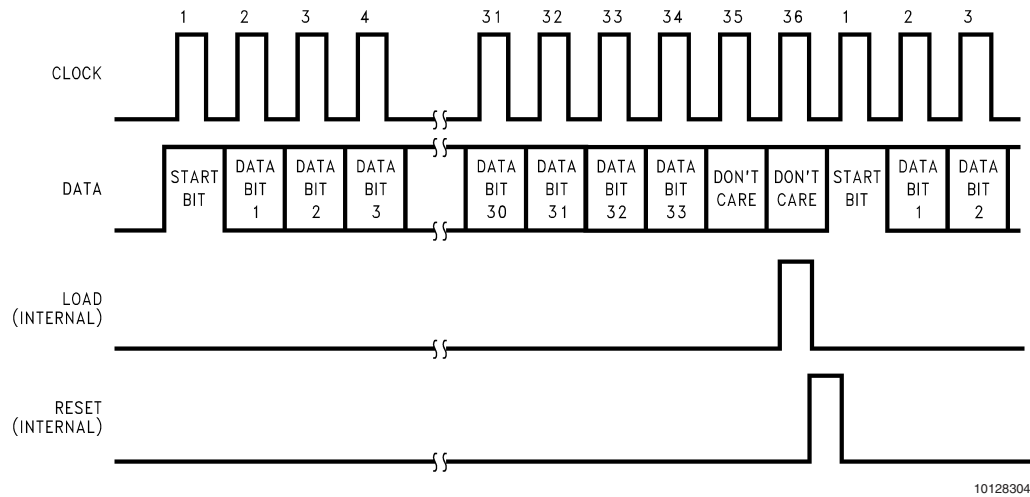 1 2 3 4 31 32 33 34 35 36 1 2 3
CLOCK
DATA
START BIT
DATA BIT 1
DATA BIT 2
DATA BIT 3
DATA BIT 30
DATA BIT 31
DATA BIT 32
DATA BIT 33
DON'T CARE
DON'T CARE
START BIT
DATA BIT 1
DATA BIT 2
LOAD
(INTERNAL)
RESET
(INTERNAL)
10128304